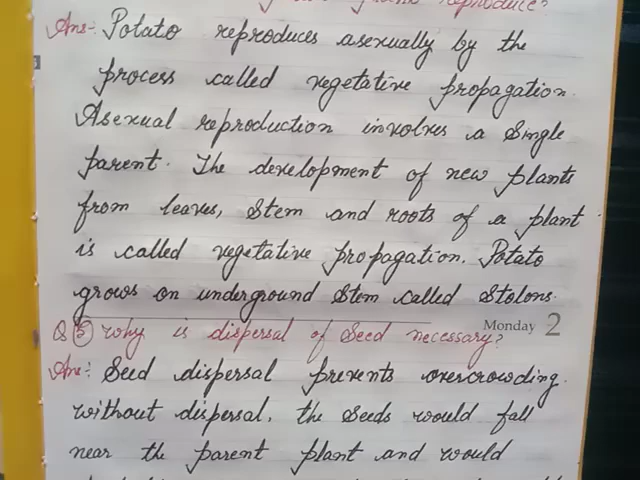 reproduce?
Ans:- Potato reproduces asexually by the
process called vegetative propagation.
Asexual reproduction involves a single
parent. The development of new plants
from leaves, stem and roots of a plant
is called vegetative propagation. Potato
grows on underground stem called Stolons.
Monday 2
Q5 why is dispersal of seed necessary?
Ans:- Seed dispersal prevents overcrowding.
without dispersal, the seeds would fall
near the parent plant and would